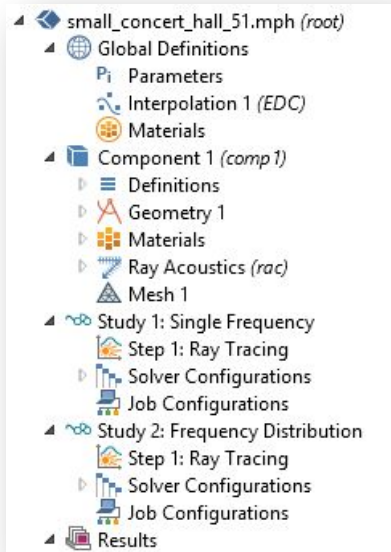 small_concert_hall_51.mph (root)
Global Definitions
Pi Parameters
Interpolation 1 (EDC)
Materials
Component 1 (comp1)
Definitions
Geometry 1
Materials
Ray Acoustics (rac)
Mesh 1
Study 1: Single Frequency
Step 1: Ray Tracing
Solver Configurations
Job Configurations
Study 2: Frequency Distribution
Step 1: Ray Tracing
Solver Configurations
Job Configurations
Results